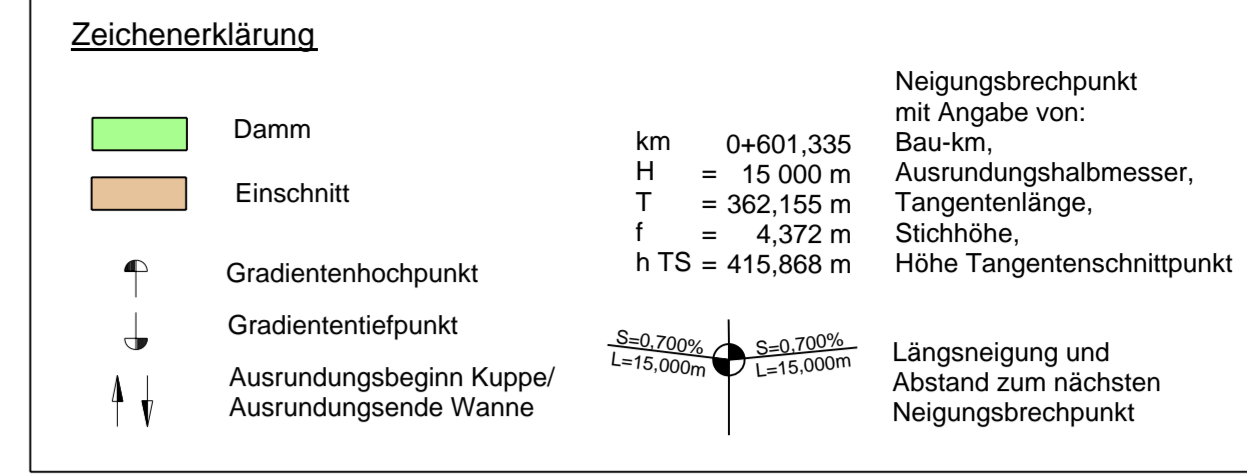 Zeichenerklärung
Damm
Einschnitt
Gradientenhochpunkt
Gradiententiefpunkt
Ausrundungsbeginn Kuppe/
Ausrundungsende Wanne
Neigungsbrechpunkt
mit Angabe von:
km 0+601,335 Bau-km,
H = 15 000 m Ausrundungshalbmesser,
T = 362,155 m Tangentenlänge,
f = 4,372 m Stichhöhe,
h TS = 415,868 m Höhe Tangentenschnittpunkt
S=0,700% S=0,700%
L=15,000m L=15,000m
Längsneigung und
Abstand zum nächsten
Neigungsbrechpunkt